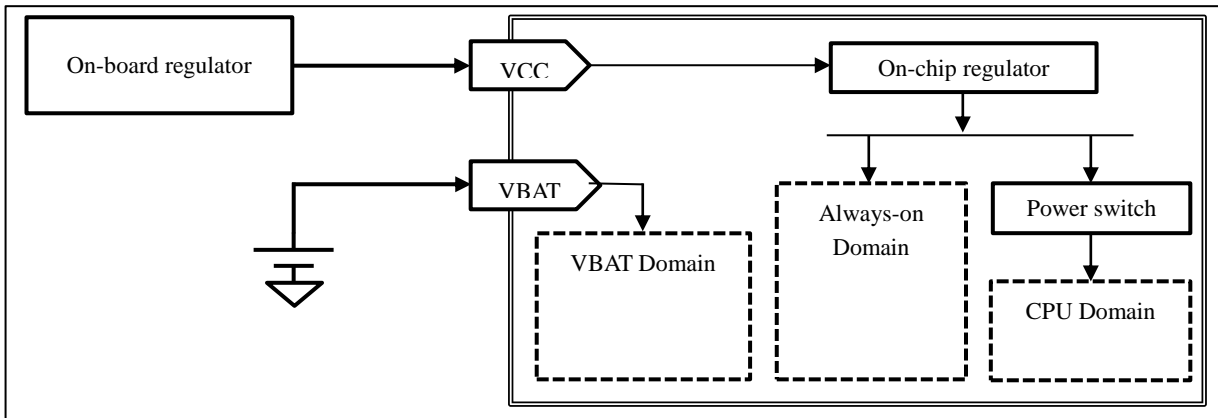 On-board regulator
VCC
On-chip regulator
VBAT
Always-on
Domain
Power switch
VBAT Domain
CPU Domain